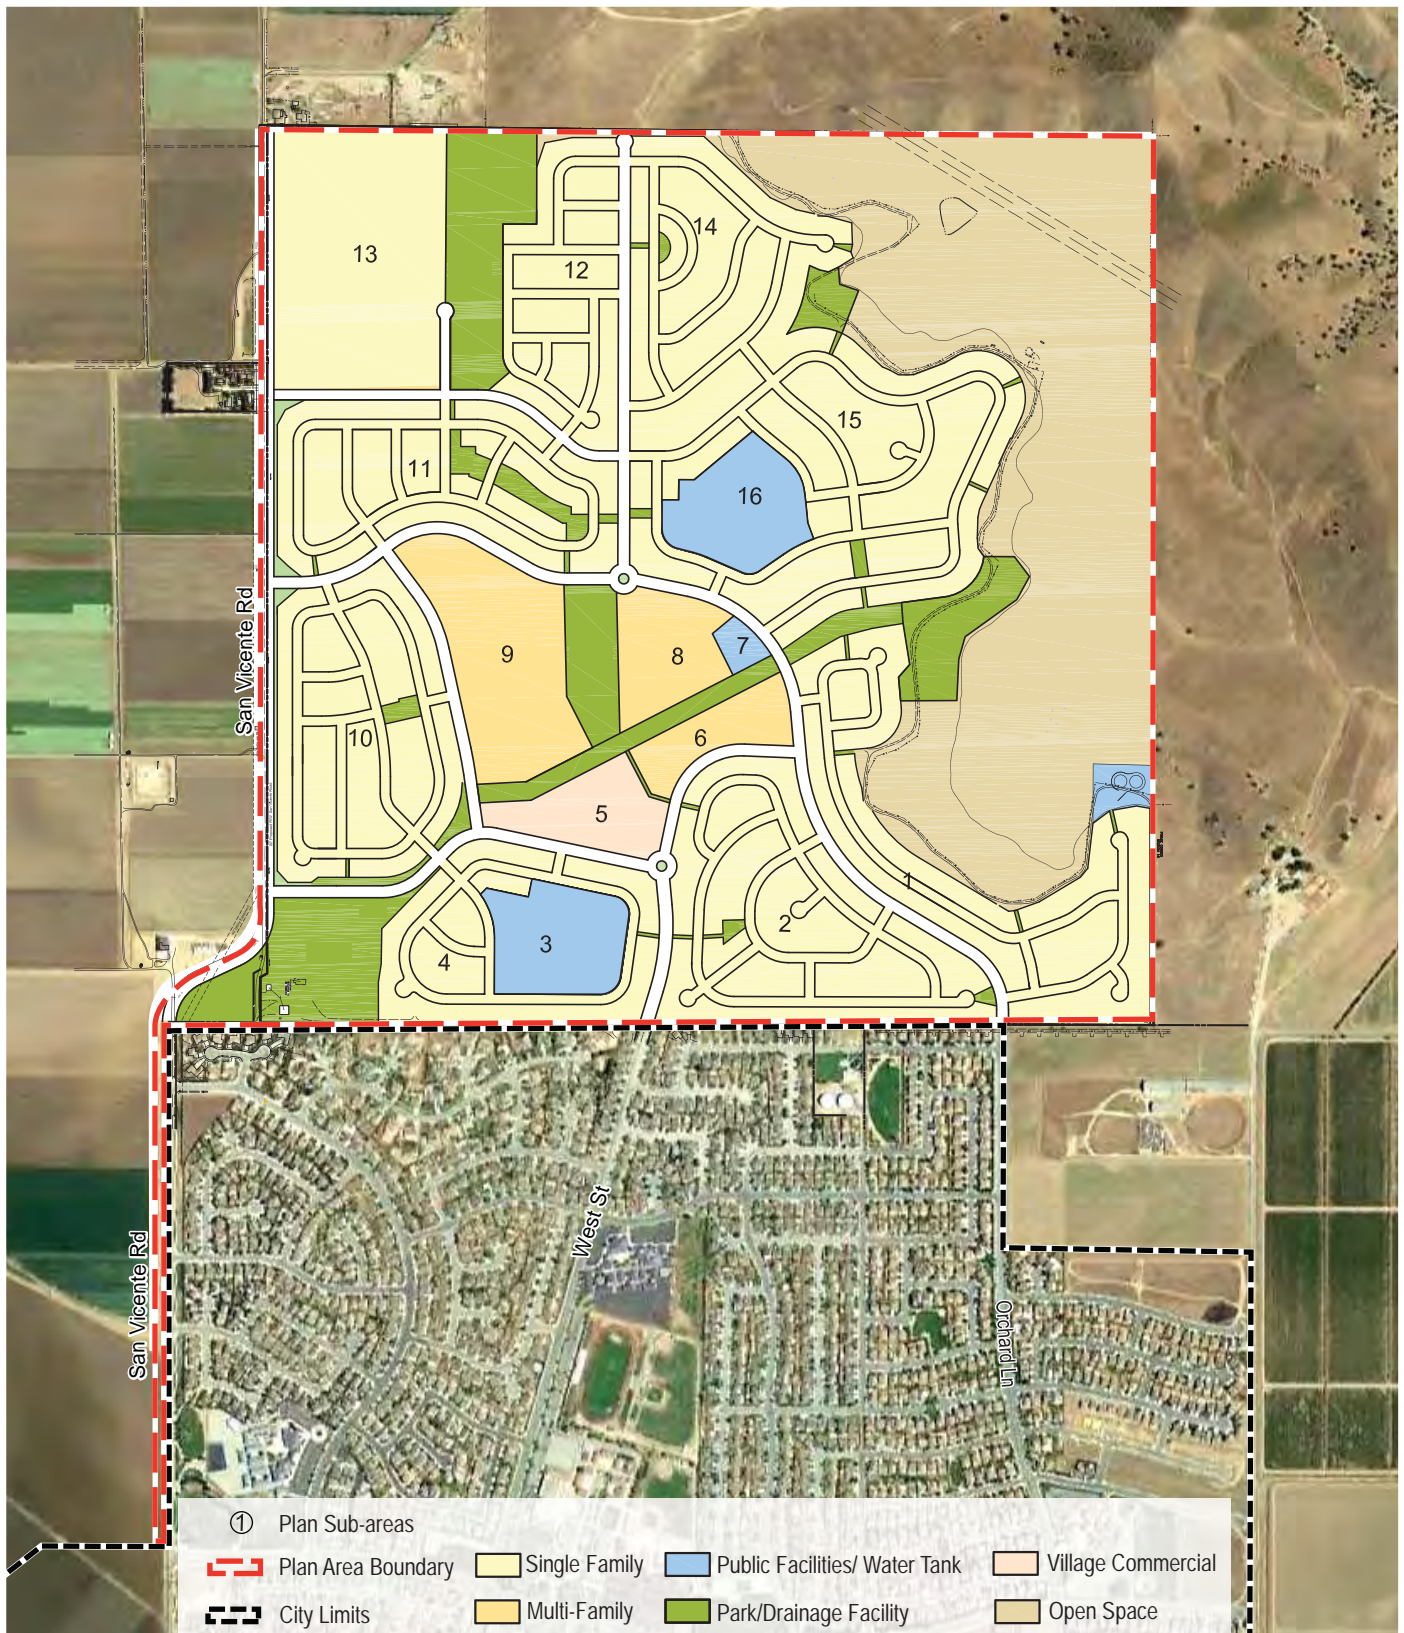 14
13
12
15
11
16
San Vicente Rd
7
9
8
6
10
5
1
2
3
4
West St
San Vicente Rd
Orchard Ln
1 Plan Sub-areas
Plan Area Boundary Single Family Public Facilities/ Water Tank Village Commercial
City Limits Multi-Family Park/Drainage Facility Open Space